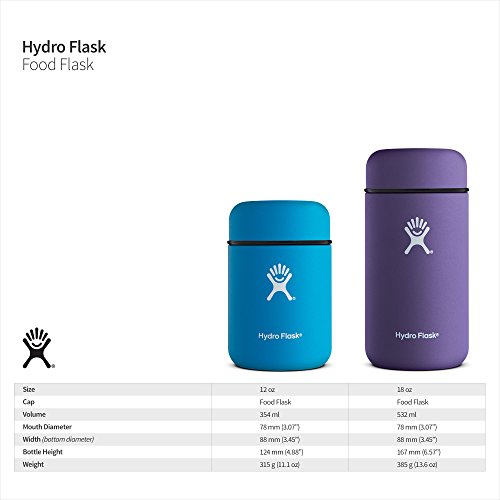 Hydro Flask
Food Flask
Hydro Flask®
Hydro Flask®
Size 12 oz 18 oz
Cap Food Flask Food Flask
Volume 354 ml 532 ml
Mouth Diameter 78 mm (3.07") 78 mm (3.07")
Width (bottom diameter) 88 mm (3.45") 88 mm (3.45")
Bottle Height 124 mm (4.88") 167 mm (6.57")
Weight 315 g (11.1 oz) 385 g (13.6 oz)